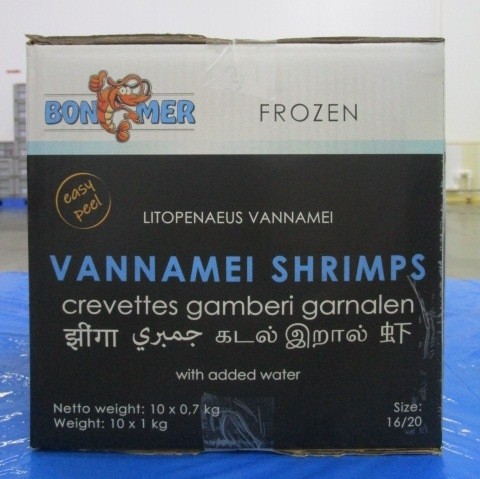 BON MER
FROZEN
easy
peel
LITOPENAEUS VANNAMEI
VANNAMEI SHRIMPS
crevettes gamberi garnalen
झींगा جمبري கடல் இறால் 虾
with added water
Netto weight: 10 x 0,7 kg
Weight: 10 x 1 kg
Size:
16/20